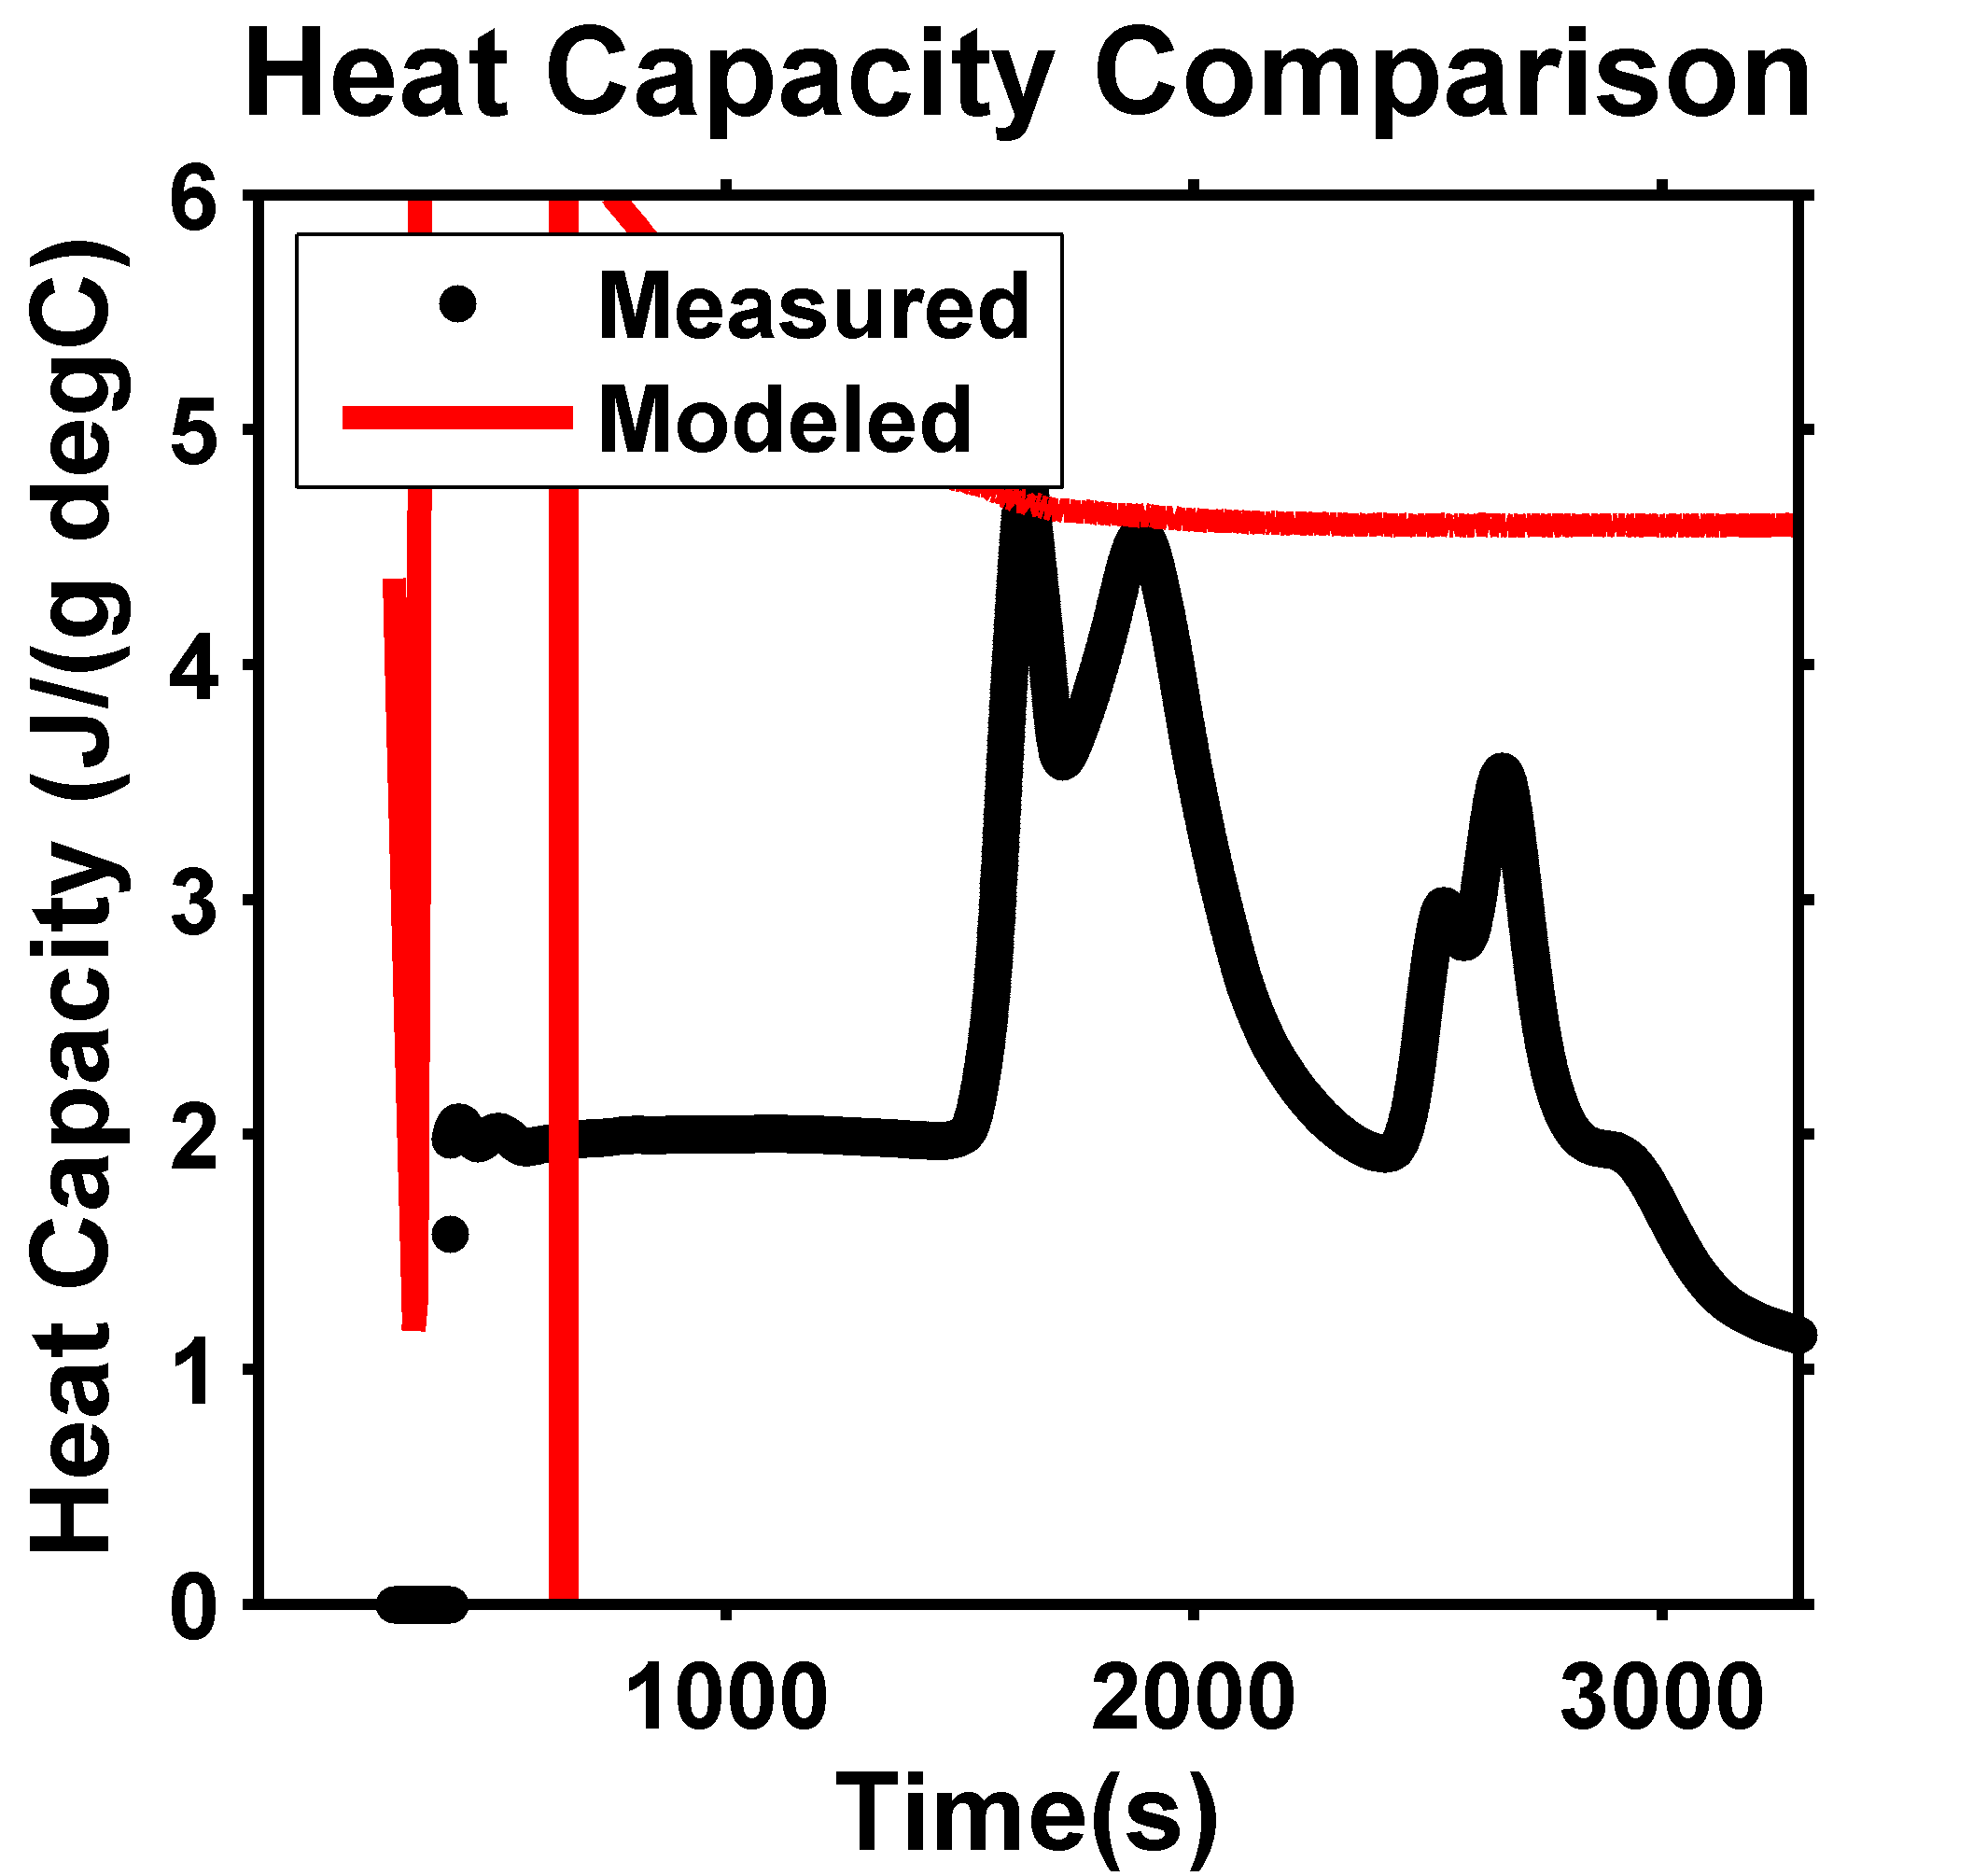 Heat Capacity Comparison
Heat Capacity (J/(g degC)
6
5
4
3
2
1
0
Measured
Modeled
1000 2000 3000
Time(s)